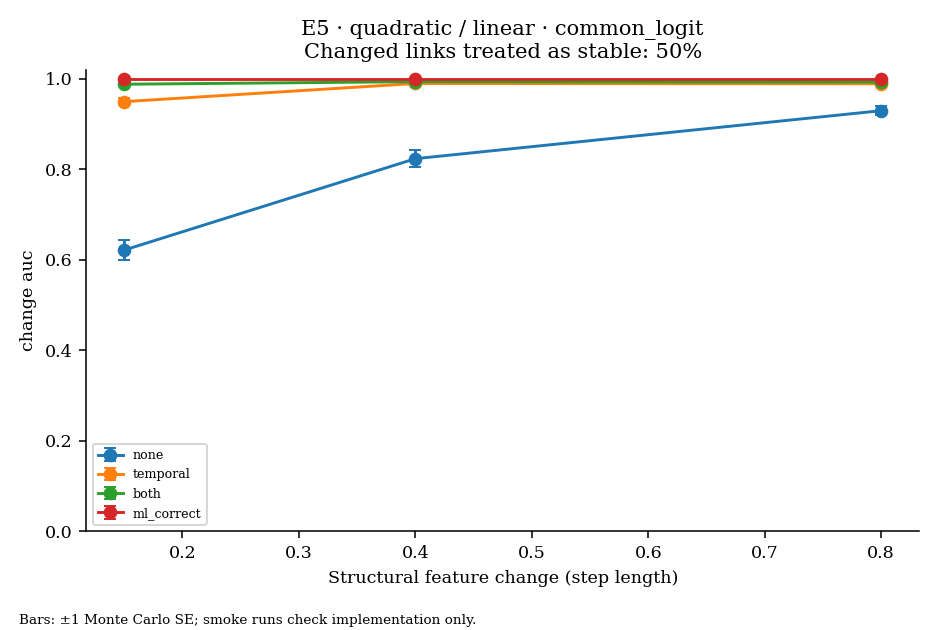 E5 · quadratic / linear · common_logit
Changed links treated as stable: 50%
1.0
0.8
0.6
0.4
0.2
0.0
change auc
none
temporal
both
ml_correct
0.2
0.3
0.4
0.5
0.6
0.7
0.8
Structural feature change (step length)
Bars: ±1 Monte Carlo SE; smoke runs check implementation only.